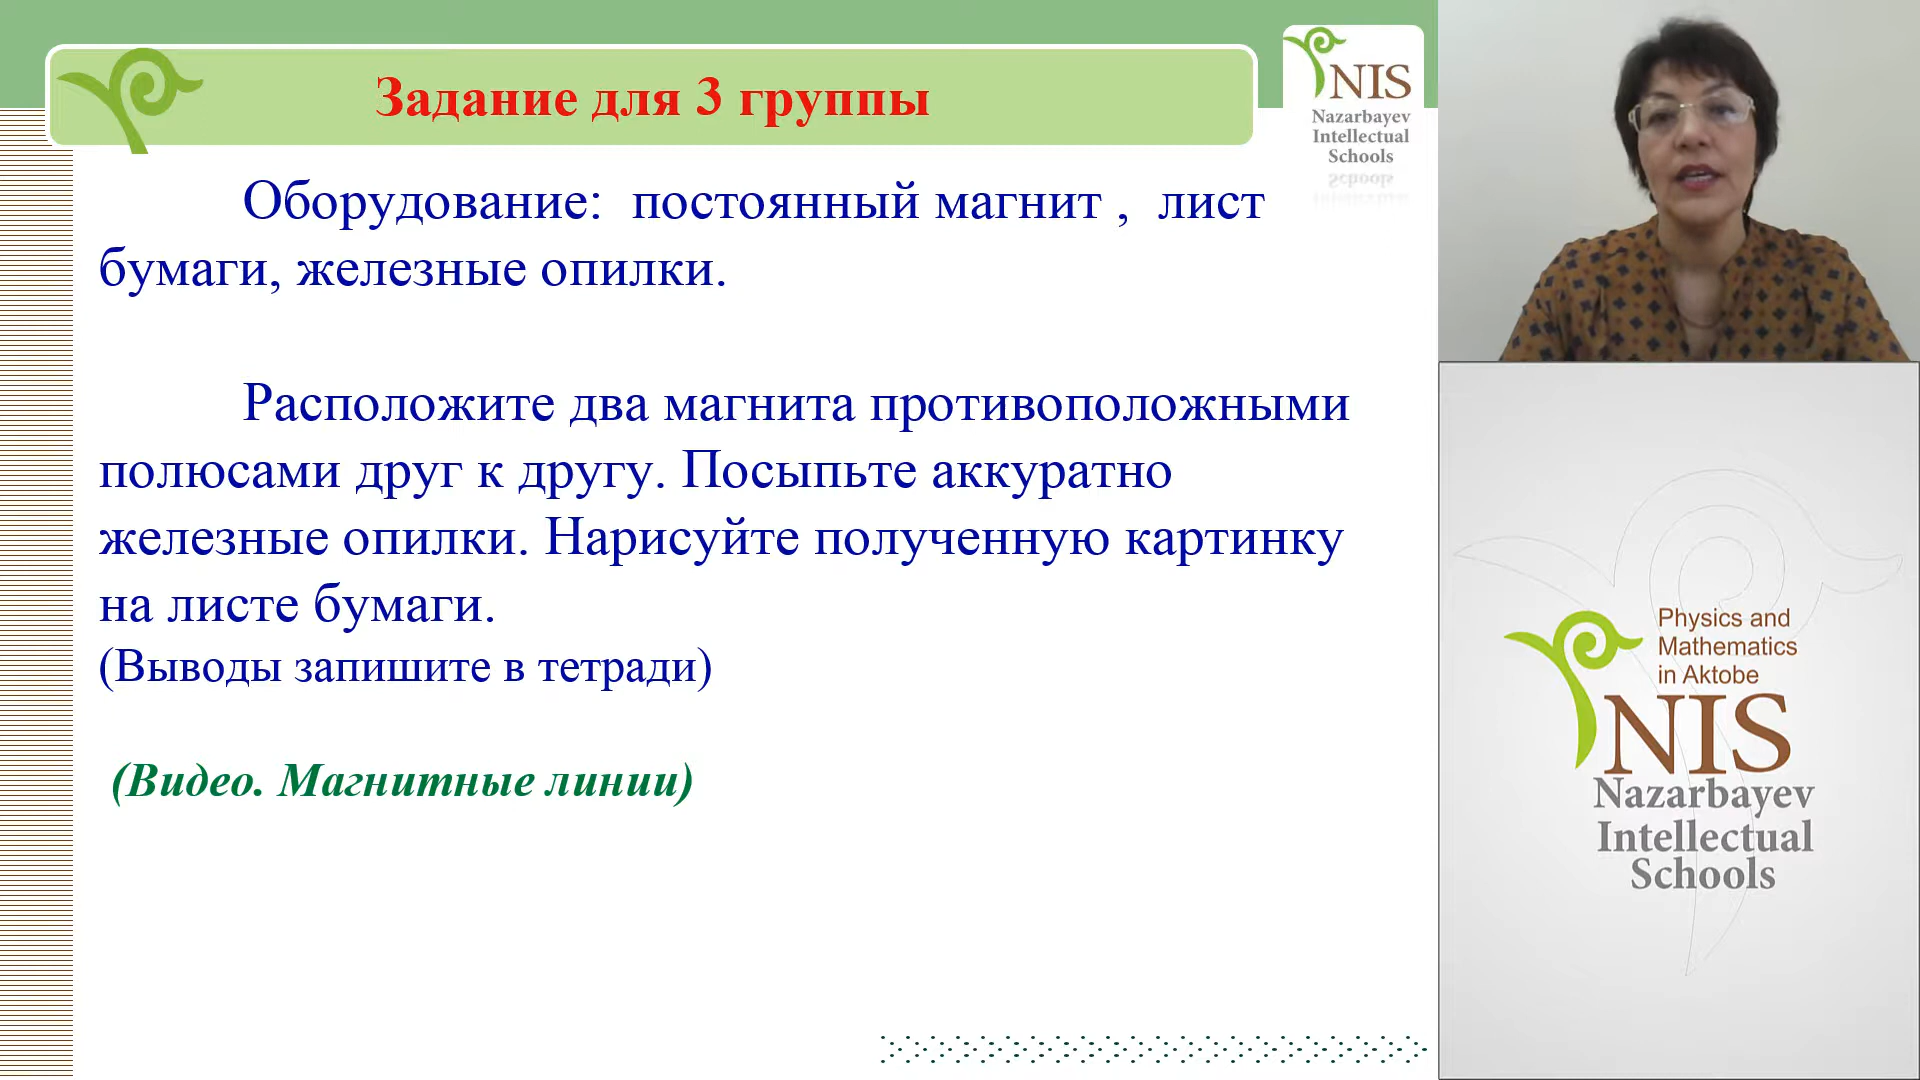 Задание для 3 группы
NIS
Nazarbayev
Intellectual
Schools
Оборудование: постоянный магнит , лист
бумаги, железные опилки.
Расположите два магнита противоположными
полюсами друг к другу. Посыпьте аккуратно
железные опилки. Нарисуйте полученную картинку
на листе бумаги.
(Выводы запишите в тетради)
(Видео. Магнитные линии)
Physics and
Mathematics
in Aktobe
NIS
Nazarbayev
Intellectual
Schools